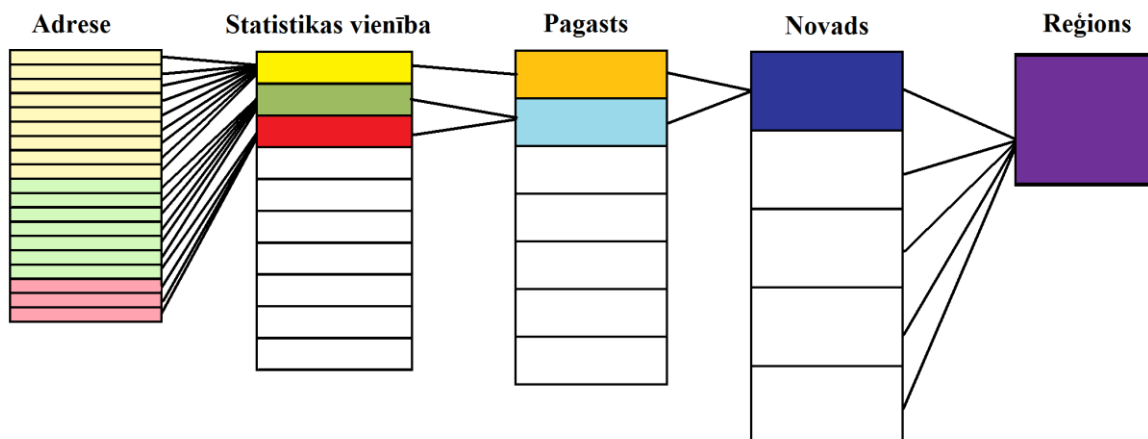 Adrese
Statistikas vienība
Pagasts
Novads
Reģions